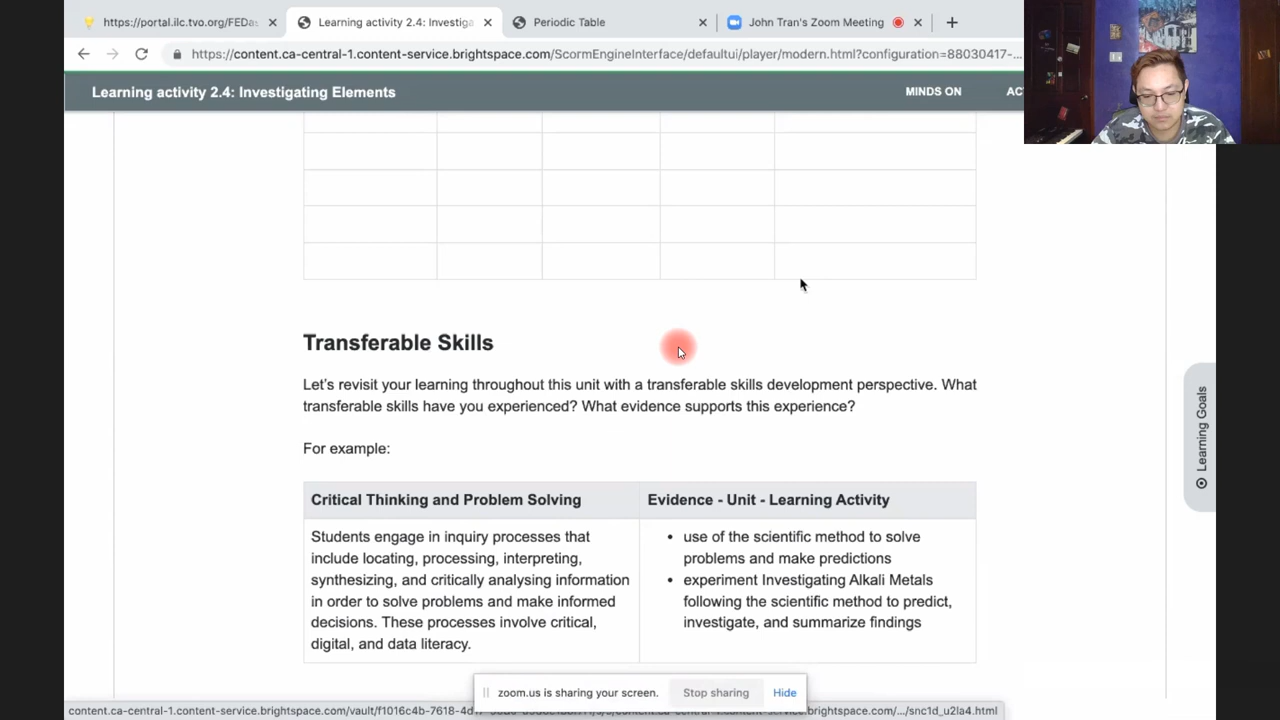 https://portal.ilc.tvo.org/FEDas
Learning activity 2.4: Investiga
Periodic Table
John Tran's Zoom Meeting
https://content.ca-central-1.content-service.brightspace.com/ScormEngineInterface/defaultui/player/modern.html?configuration=88030417-...
Learning activity 2.4: Investigating Elements
MINDS ON
AC
Transferable Skills
Let's revisit your learning throughout this unit with a transferable skills development perspective. What
transferable skills have you experienced? What evidence supports this experience?
For example:
Critical Thinking and Problem Solving
Evidence - Unit - Learning Activity
Students engage in inquiry processes that
include locating, processing, interpreting,
synthesizing, and critically analysing information
in order to solve problems and make informed
decisions. These processes involve critical,
digital, and data literacy.
• use of the scientific method to solve
problems and make predictions
• experiment Investigating Alkali Metals
following the scientific method to predict,
investigate, and summarize findings
Learning Goals
zoom.us is sharing your screen.
Stop sharing
Hide